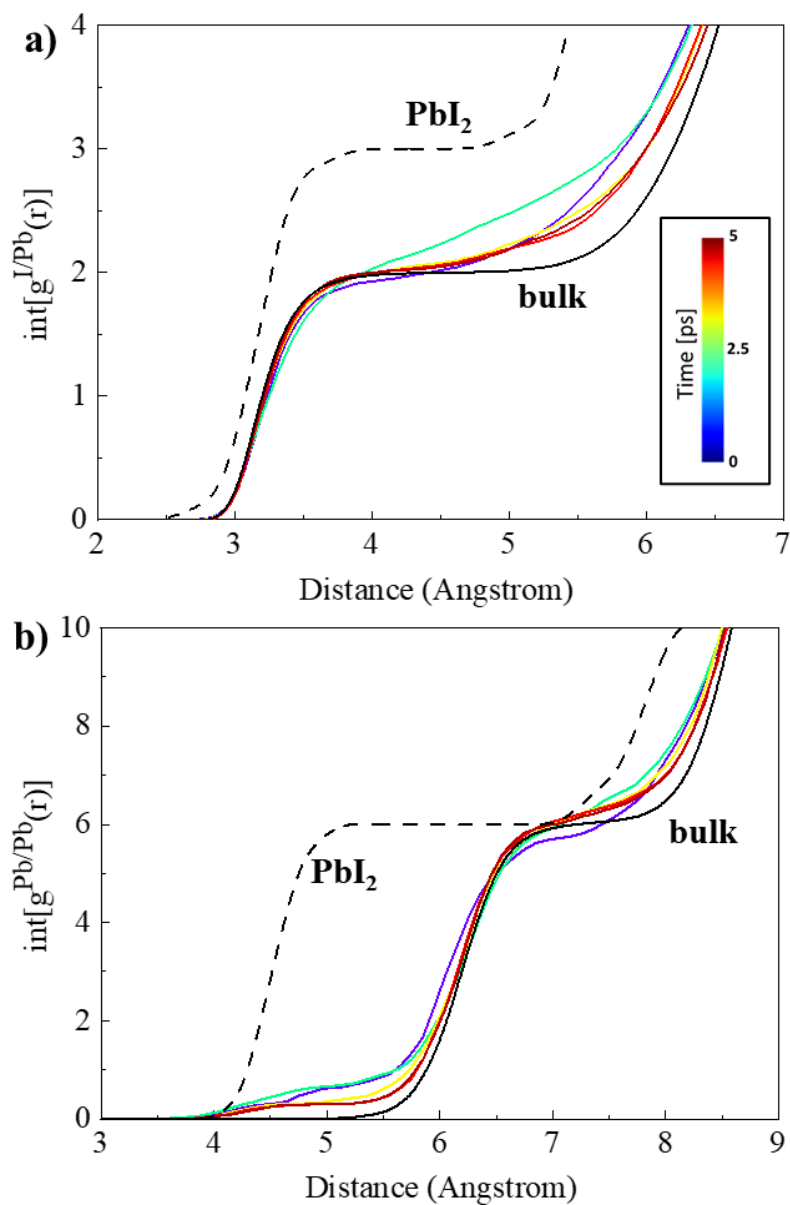 a)
4
3
2
1
0
int[g^I/Pb(r)]
PbI₂
bulk
5
2.5
0
Time [ps]
2 3 4 5 6 7
Distance (Angstrom)
b)
10
8
6
4
2
0
int[g^Pb/Pb(r)]
PbI₂
bulk
3 4 5 6 7 8 9
Distance (Angstrom)